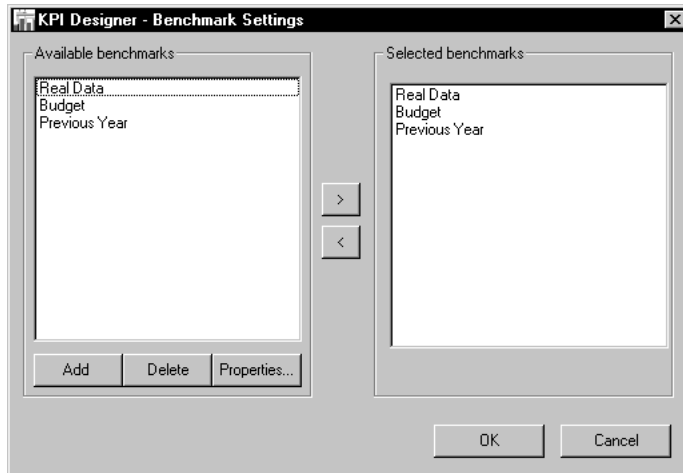 KPI Designer - Benchmark Settings
Available benchmarks
Real Data
Budget
Previous Year
Add
Delete
Properties...
>
<
Selected benchmarks
Real Data
Budget
Previous Year
OK
Cancel